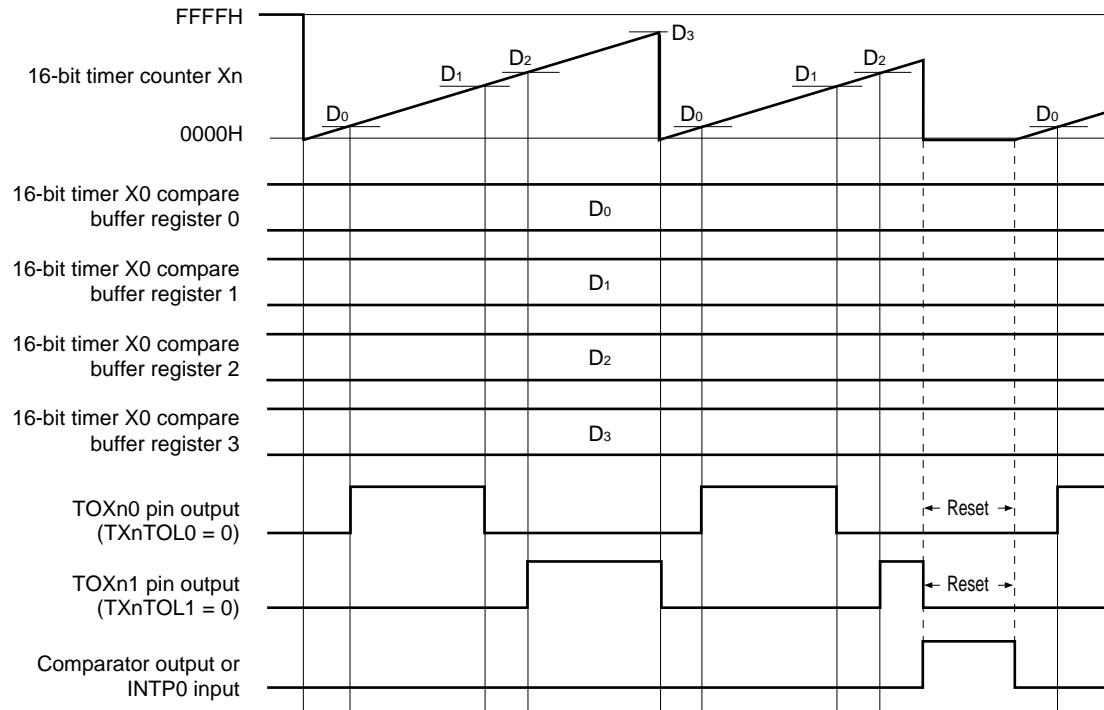 FFFFH
16-bit timer counter Xn
0000H
D₀
D₁
D₂
D₃
D₀
D₁
D₂
D₀
16-bit timer X0 compare
buffer register 0
D₀
16-bit timer X0 compare
buffer register 1
D₁
16-bit timer X0 compare
buffer register 2
D₂
16-bit timer X0 compare
buffer register 3
D₃
TOXn0 pin output
(TXnTOL0 = 0)
Reset
TOXn1 pin output
(TXnTOL1 = 0)
Reset
Comparator output or
INTP0 input